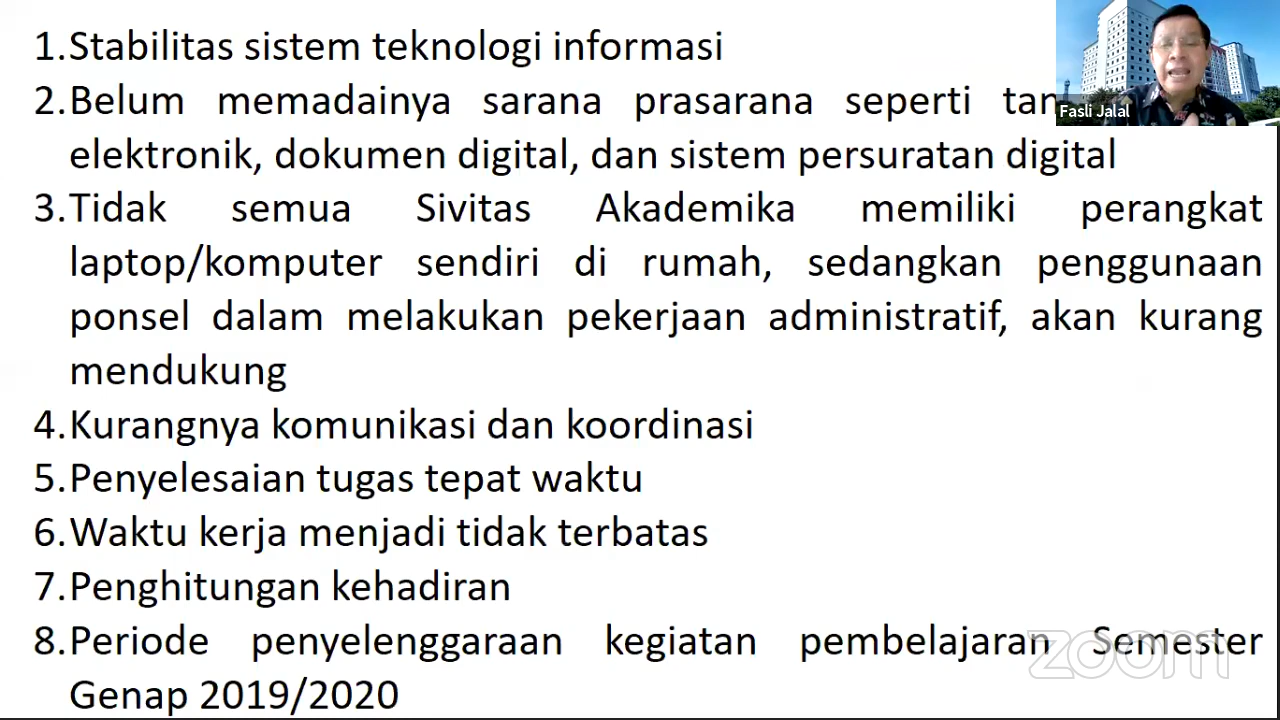 1.Stabilitas sistem teknologi informasi
2.Belum memadainya sarana prasarana seperti
elektronik, dokumen digital, dan sistem persuratan digital
3.Tidak semua Sivitas Akademika memiliki perangkat
laptop/komputer sendiri di rumah, sedangkan penggunaan
ponsel dalam melakukan pekerjaan administratif, akan kurang
mendukung
4.Kurangnya komunikasi dan koordinasi
5.Penyelesaian tugas tepat waktu
6.Waktu kerja menjadi tidak terbatas
7.Penghitungan kehadiran
8.Periode penyelenggaraan kegiatan pembelajaran Semester
Genap 2019/2020
Fasli Jalal
zoom